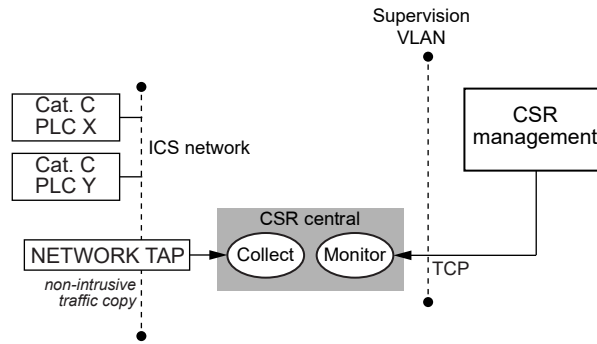 Supervision
VLAN
Cat. C
PLC X
CSR
management
ICS network
Cat. C
PLC Y
CSR central
NETWORK TAP
Collect
Monitor
TCP
non-intrusive
traffic copy